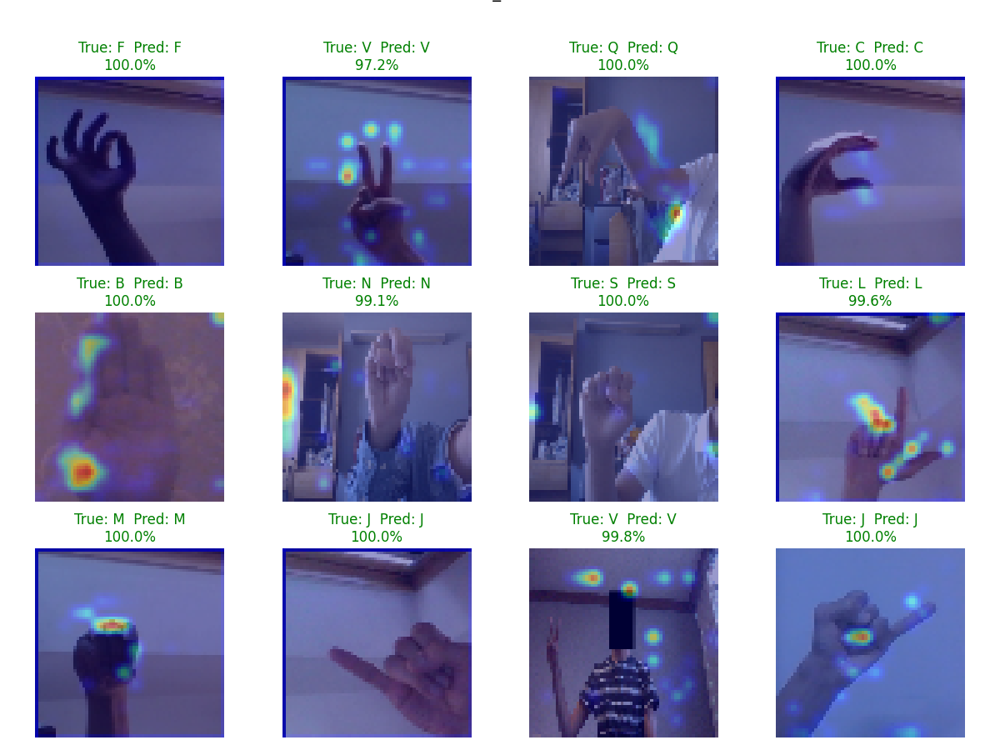 True: F Pred: F
100.0%
True: V Pred: V
97.2%
True: Q Pred: Q
100.0%
True: C Pred: C
100.0%
True: B Pred: B
100.0%
True: N Pred: N
99.1%
True: S Pred: S
100.0%
True: L Pred: L
99.6%
True: M Pred: M
100.0%
True: J Pred: J
100.0%
True: V Pred: V
99.8%
True: J Pred: J
100.0%